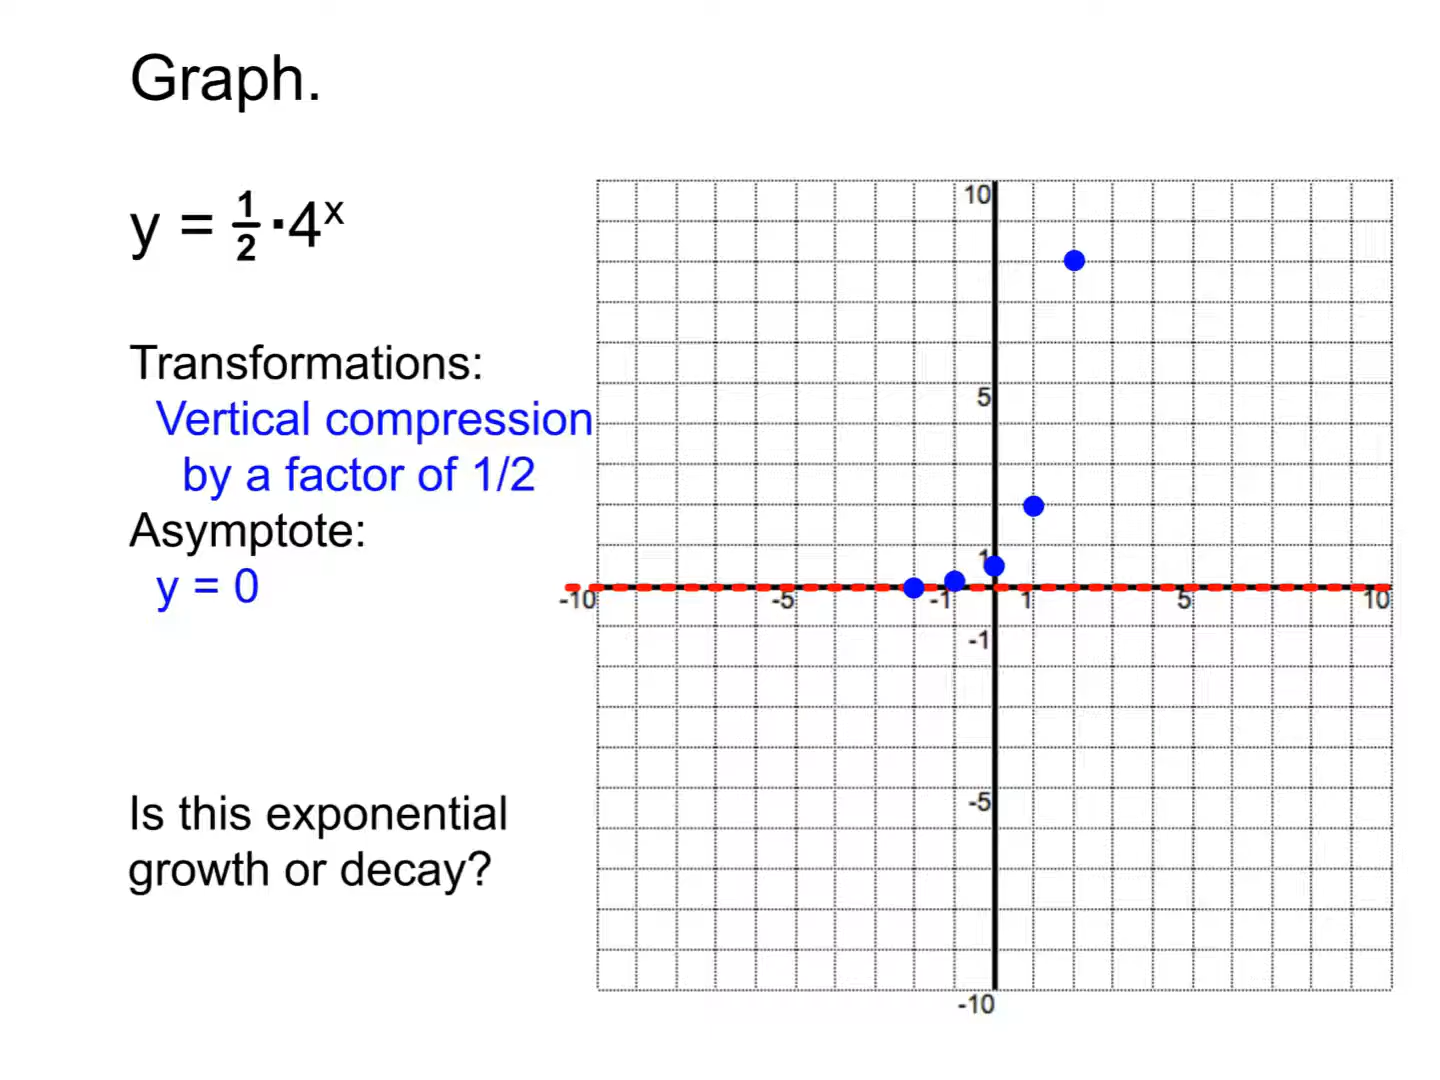 Graph.
y = 1/2 · 4ˣ
Transformations:
Vertical compression
by a factor of 1/2
Asymptote:
y = 0
Is this exponential
growth or decay?
10
5
1
-10 -5 -1 1 5 10
-1
-5
-10